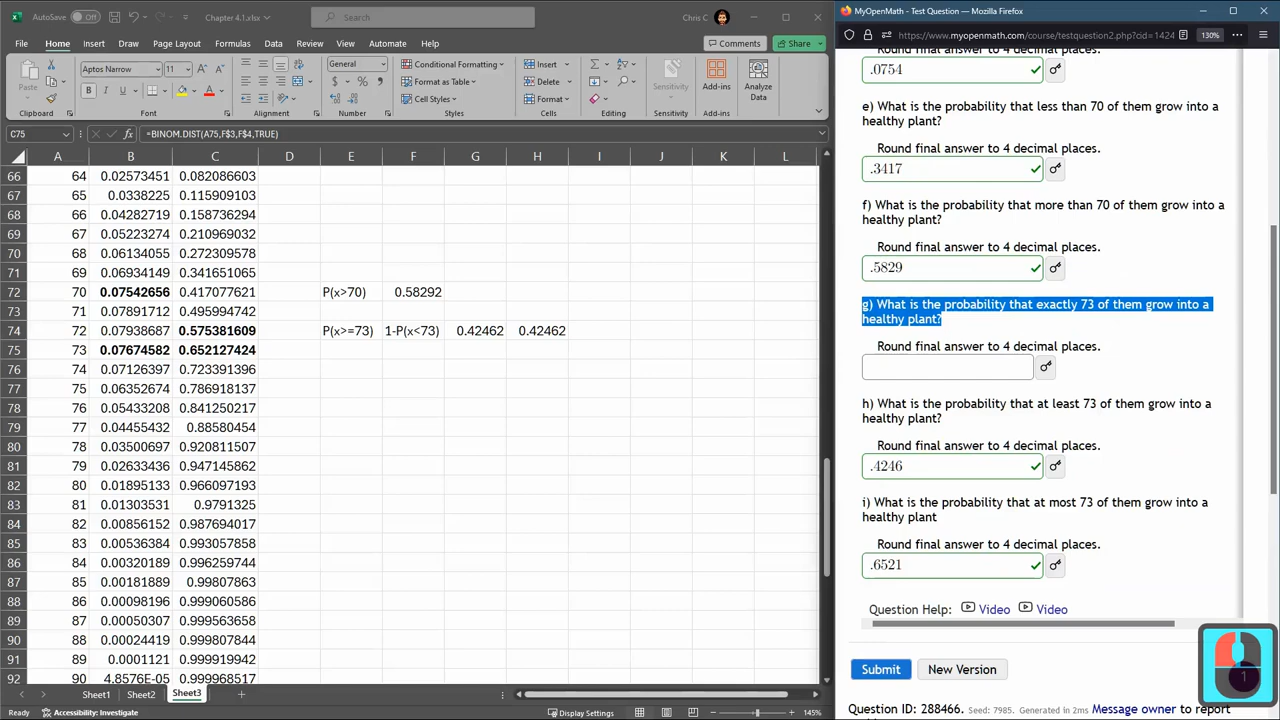 AutoSave Off
Chapter 4.1.xlsx
Search
Chris C
File Home Insert Draw Page Layout Formulas Data Review View Automate Help
Comments
Share
Paste
Aptos Narrow
11
B I U
General
Conditional Formatting
Format as Table
Cell Styles
Insert
Delete
Format
Sensitivity
Add-ins
Analyze
Data
Clipboard Font Alignment Number Styles Cells Editing Sensitivity Add-ins
C75
fx =BINOM.DIST(A75,F$3,F$4,TRUE)
A B C D E F G H I J K L
66 64 0.02573451 0.082086603
67 65 0.0338225 0.115909103
68 66 0.04282719 0.158736294
69 67 0.05223274 0.210969032
70 68 0.06134055 0.272309578
71 69 0.06934149 0.341651065
72 70 0.07542656 0.417077621 P(x>70) 0.58292
73 71 0.07891712 0.495994742
74 72 0.07938687 0.575381609 P(x>=73) 1-P(x<73) 0.42462 0.42462
75 73 0.07674582 0.652127424
76 74 0.07126397 0.723391396
77 75 0.06352674 0.786918137
78 76 0.05433208 0.841250217
79 77 0.04455432 0.88580454
80 78 0.03500697 0.920811507
81 79 0.02633436 0.947145862
82 80 0.01895133 0.966097193
83 81 0.01303531 0.9791325
84 82 0.00856152 0.987694017
85 83 0.00536384 0.993057858
86 84 0.00320189 0.996259744
87 85 0.00181889 0.99807863
88 86 0.00098196 0.999060586
89 87 0.00050307 0.999563658
90 88 0.00024419 0.999807844
91 89 0.0001121 0.999919942
92 90 4.8576E-05 0.999968517
Sheet1 Sheet2 Sheet3
Ready
Accessibility: Investigate
Display Settings
145%
MyOpenMath - Test Question — Mozilla Firefox
https://www.myopenmath.com/course/testquestion2.php?cid=1424
130%
Round final answer to 4 decimal places.
.0754
e) What is the probability that less than 70 of them grow into a
healthy plant?
Round final answer to 4 decimal places.
.3417
f) What is the probability that more than 70 of them grow into a
healthy plant?
Round final answer to 4 decimal places.
.5829
g) What is the probability that exactly 73 of them grow into a
healthy plant?
Round final answer to 4 decimal places.
h) What is the probability that at least 73 of them grow into a
healthy plant?
Round final answer to 4 decimal places.
.4246
i) What is the probability that at most 73 of them grow into a
healthy plant
Round final answer to 4 decimal places.
.6521
Question Help: Video Video
Submit
New Version
Question ID: 288466. Seed: 7985. Generated in 2ms Message owner to report
1